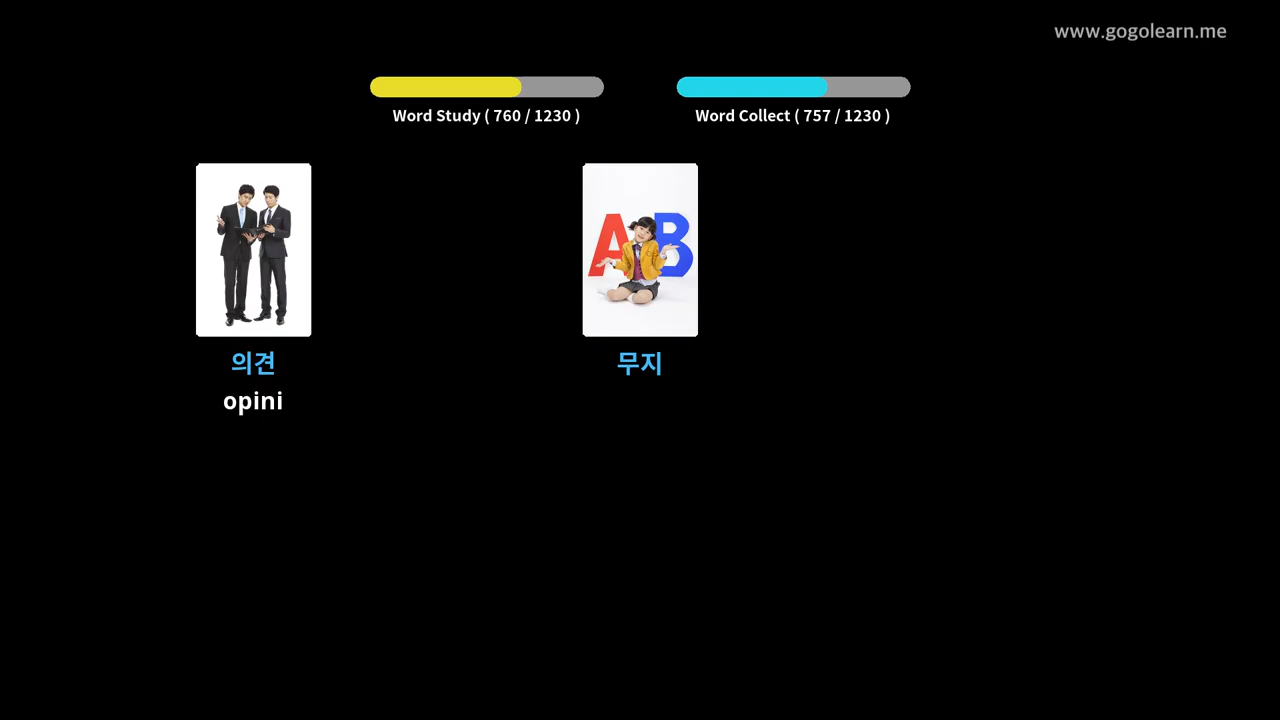 www.gogolearn.me
Word Study ( 760 / 1230 )
Word Collect ( 757 / 1230 )
의견
opini
무지
A B